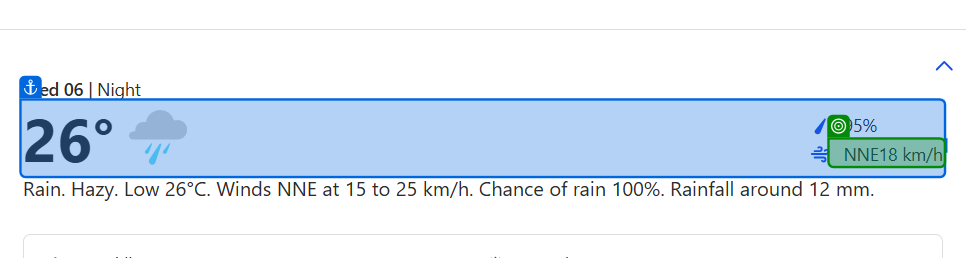 ed 06 | Night
26°
5%
NNE18 km/h
Rain. Hazy. Low 26°C. Winds NNE at 15 to 25 km/h. Chance of rain 100%. Rainfall around 12 mm.